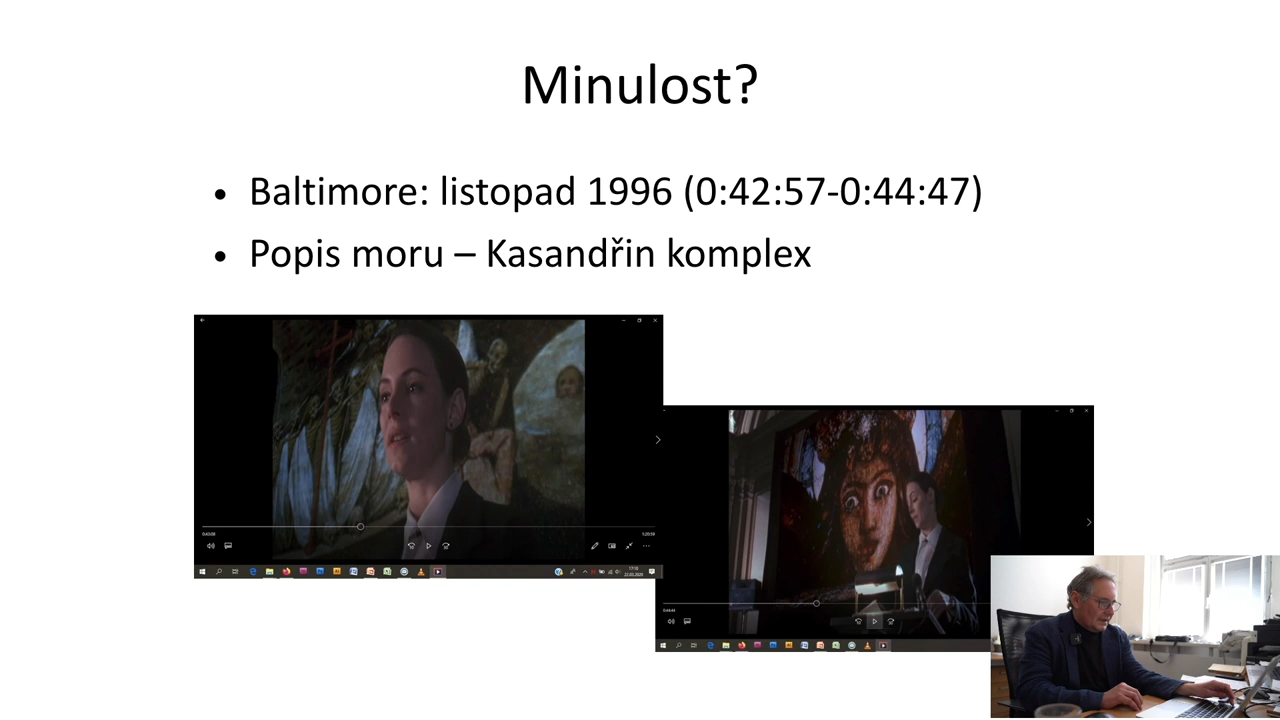 Minulost?
• Baltimore: listopad 1996 (0:42:57-0:44:47)
• Popis moru – Kasandřin komplex